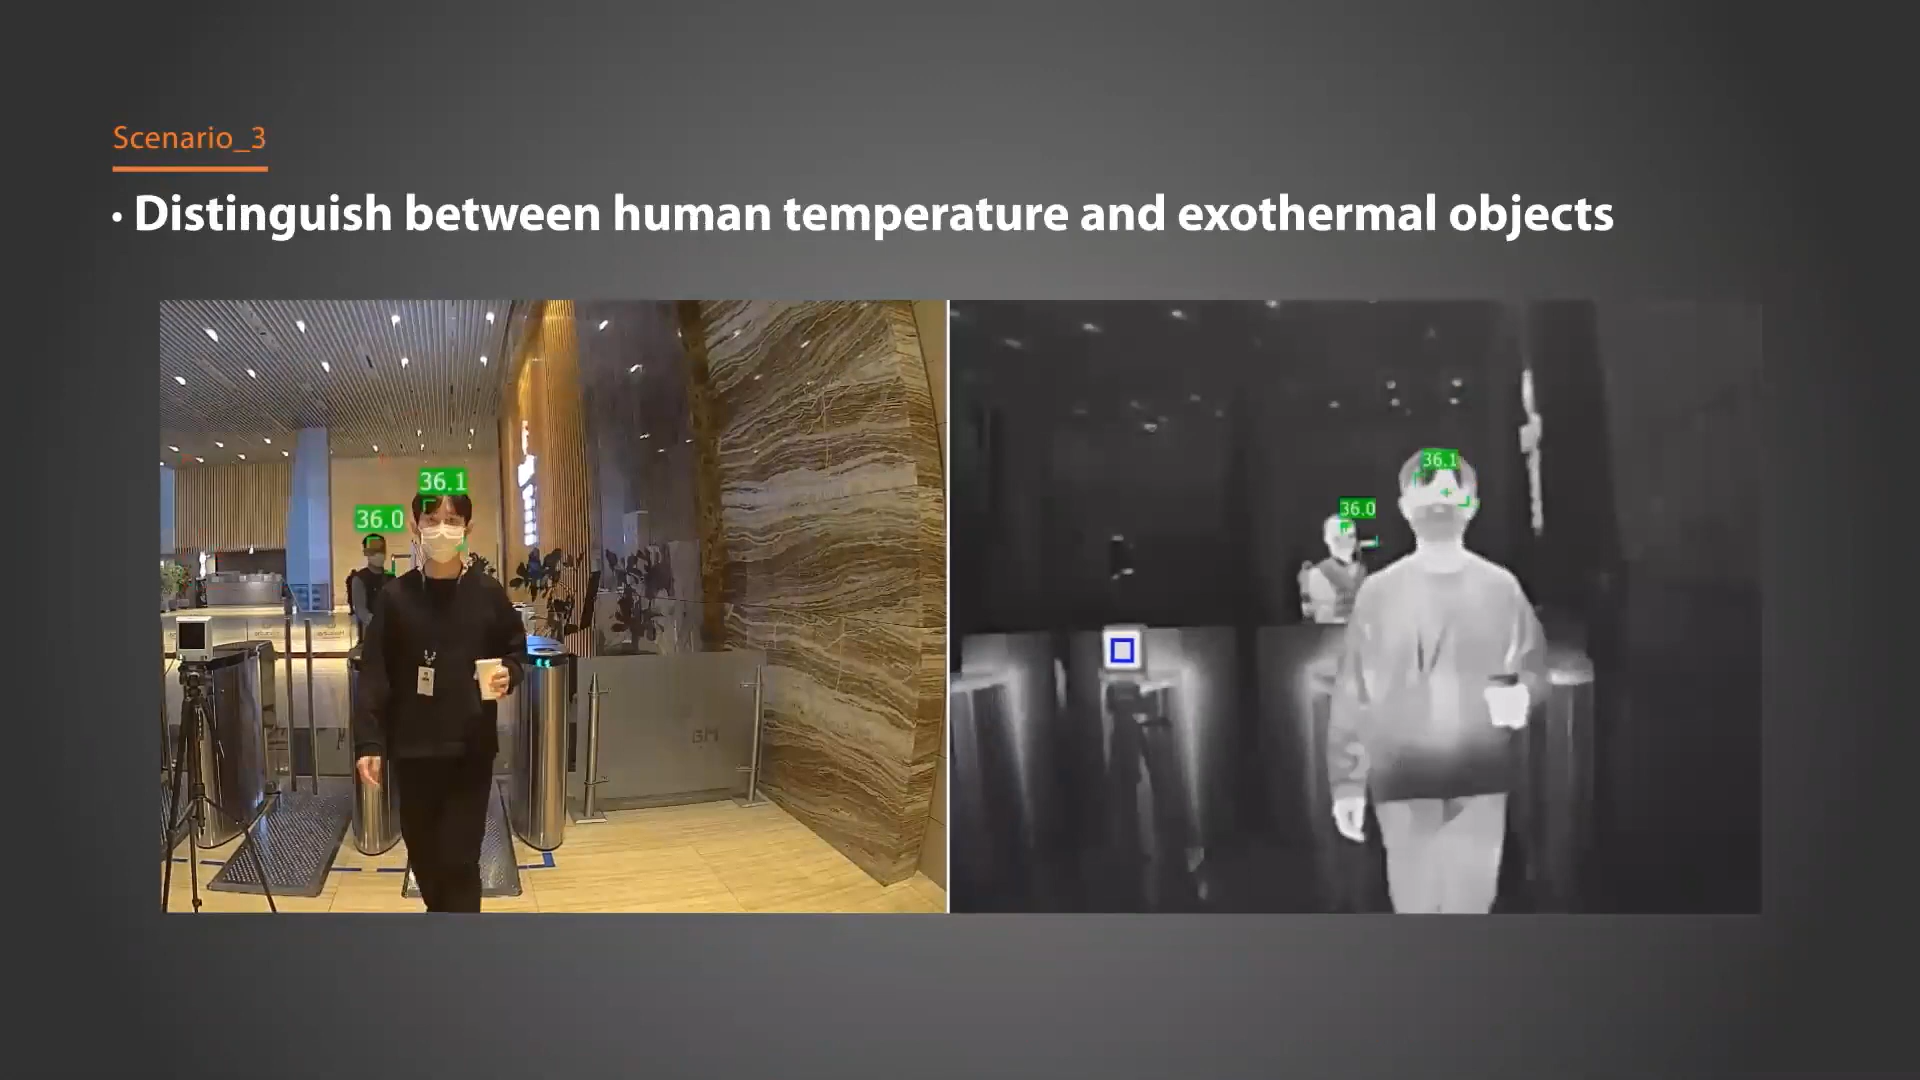 Scenario_3
• Distinguish between human temperature and exothermal objects
36.1
36.0
36.1
36.0